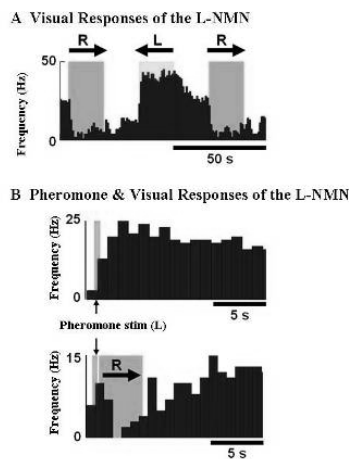 A Visual Responses of the L-NMN
R L R
50
Frequency (Hz)
0
50 s
B Pheromone & Visual Responses of the L-NMN
25
Frequency (Hz)
0
5 s
Pheromone stim (L)
15
R
Frequency (Hz)
0
5 s